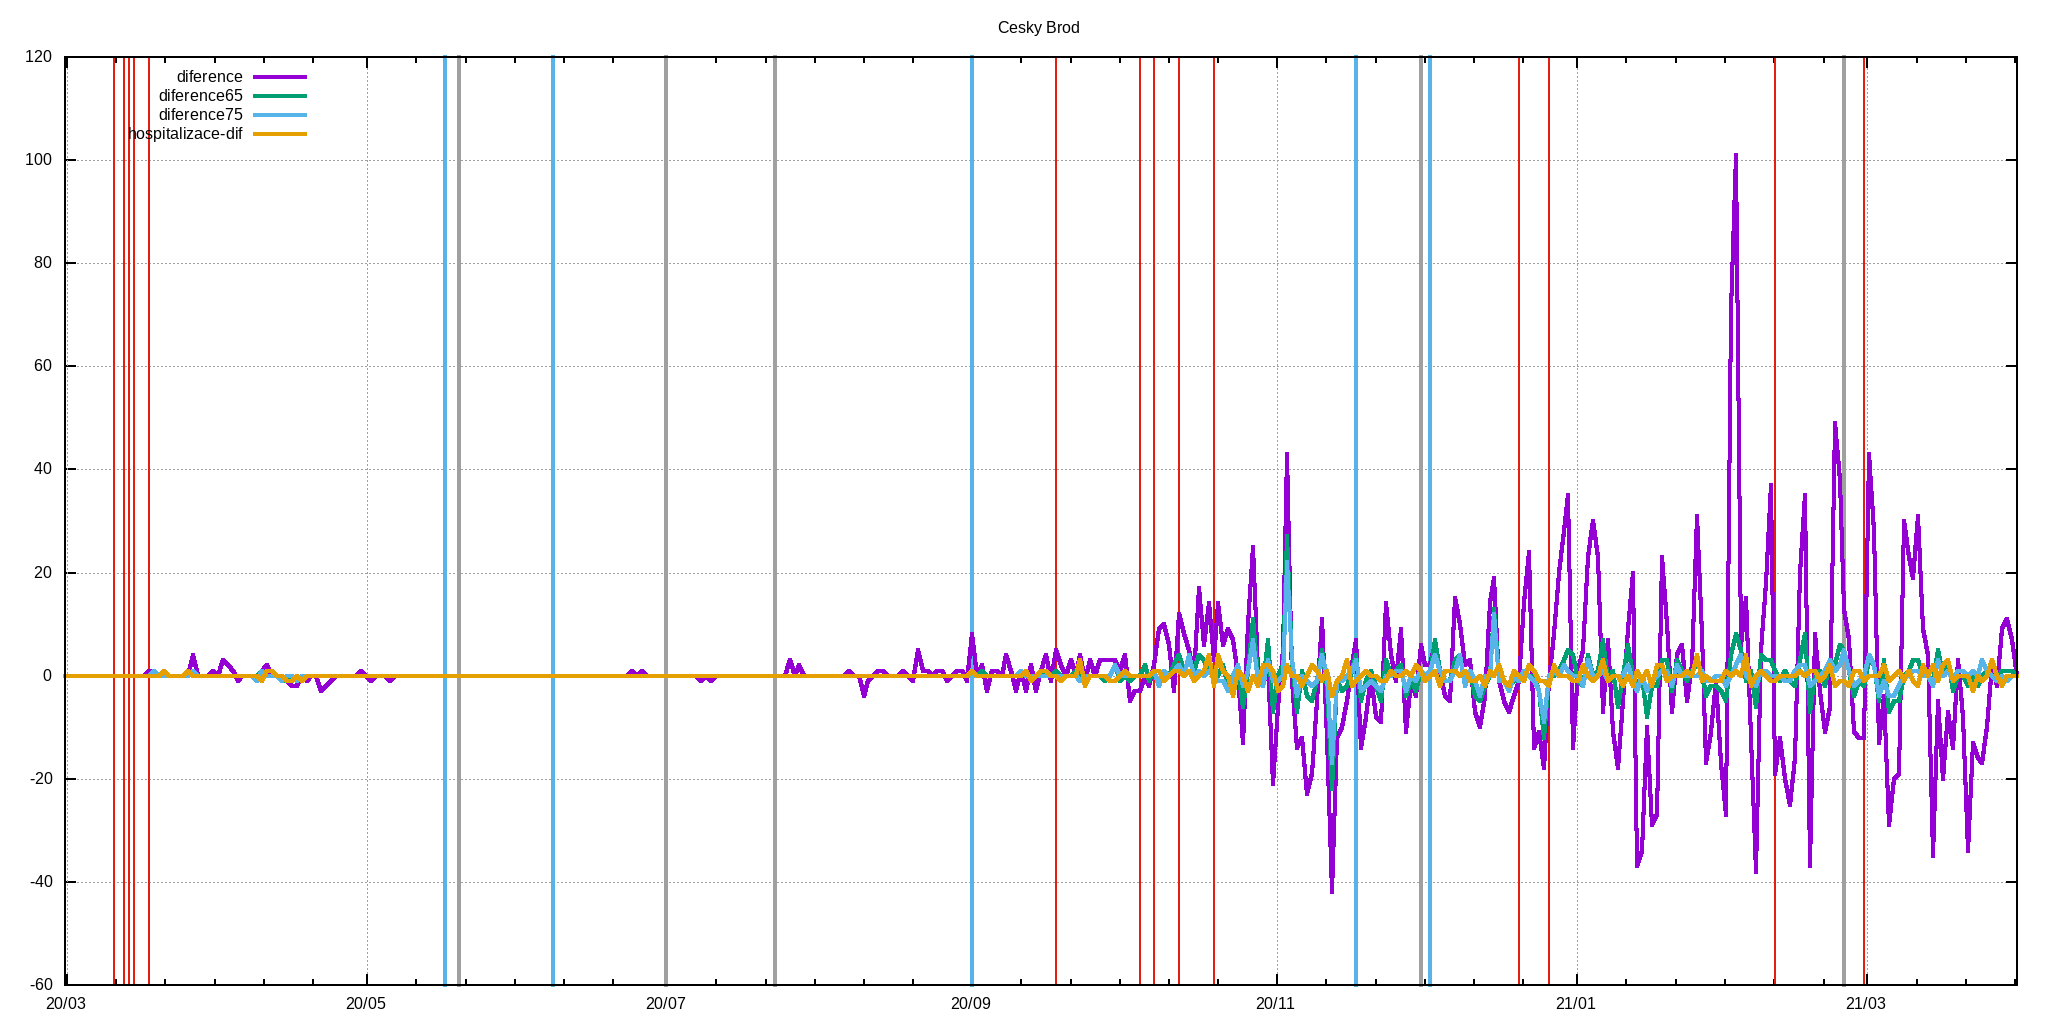 Cesky Brod
120
100
80
60
40
20
0
-20
-40
-60
diference
diference65
diference75
hospitalizace-dif
20/03 20/05 20/07 20/09 20/11 21/01 21/03